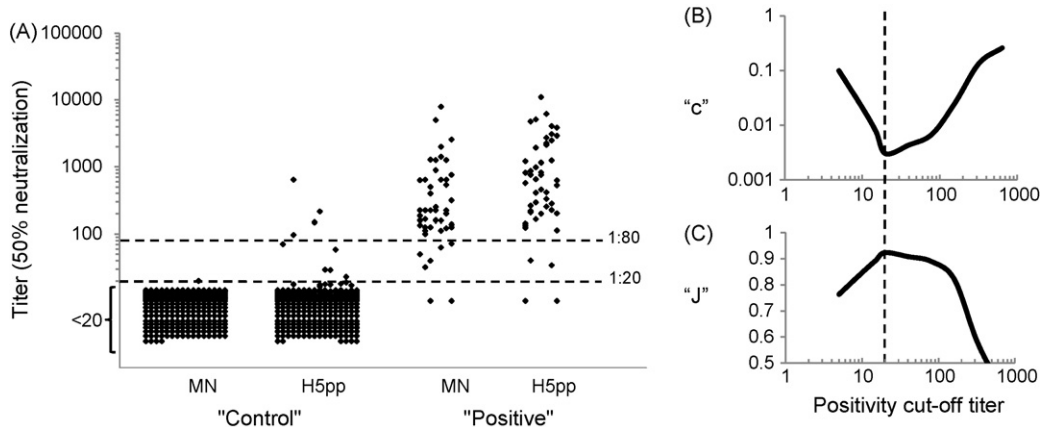 (A)
Titer (50% neutralization)
100000
10000
1000
100
<20
1:80
1:20
MN
H5pp
MN
H5pp
"Control"
"Positive"
(B)
"c"
1
0.1
0.01
0.001
1
10
100
1000
(C)
"J"
1
0.9
0.8
0.7
0.6
0.5
1
10
100
1000
Positivity cut-off titer